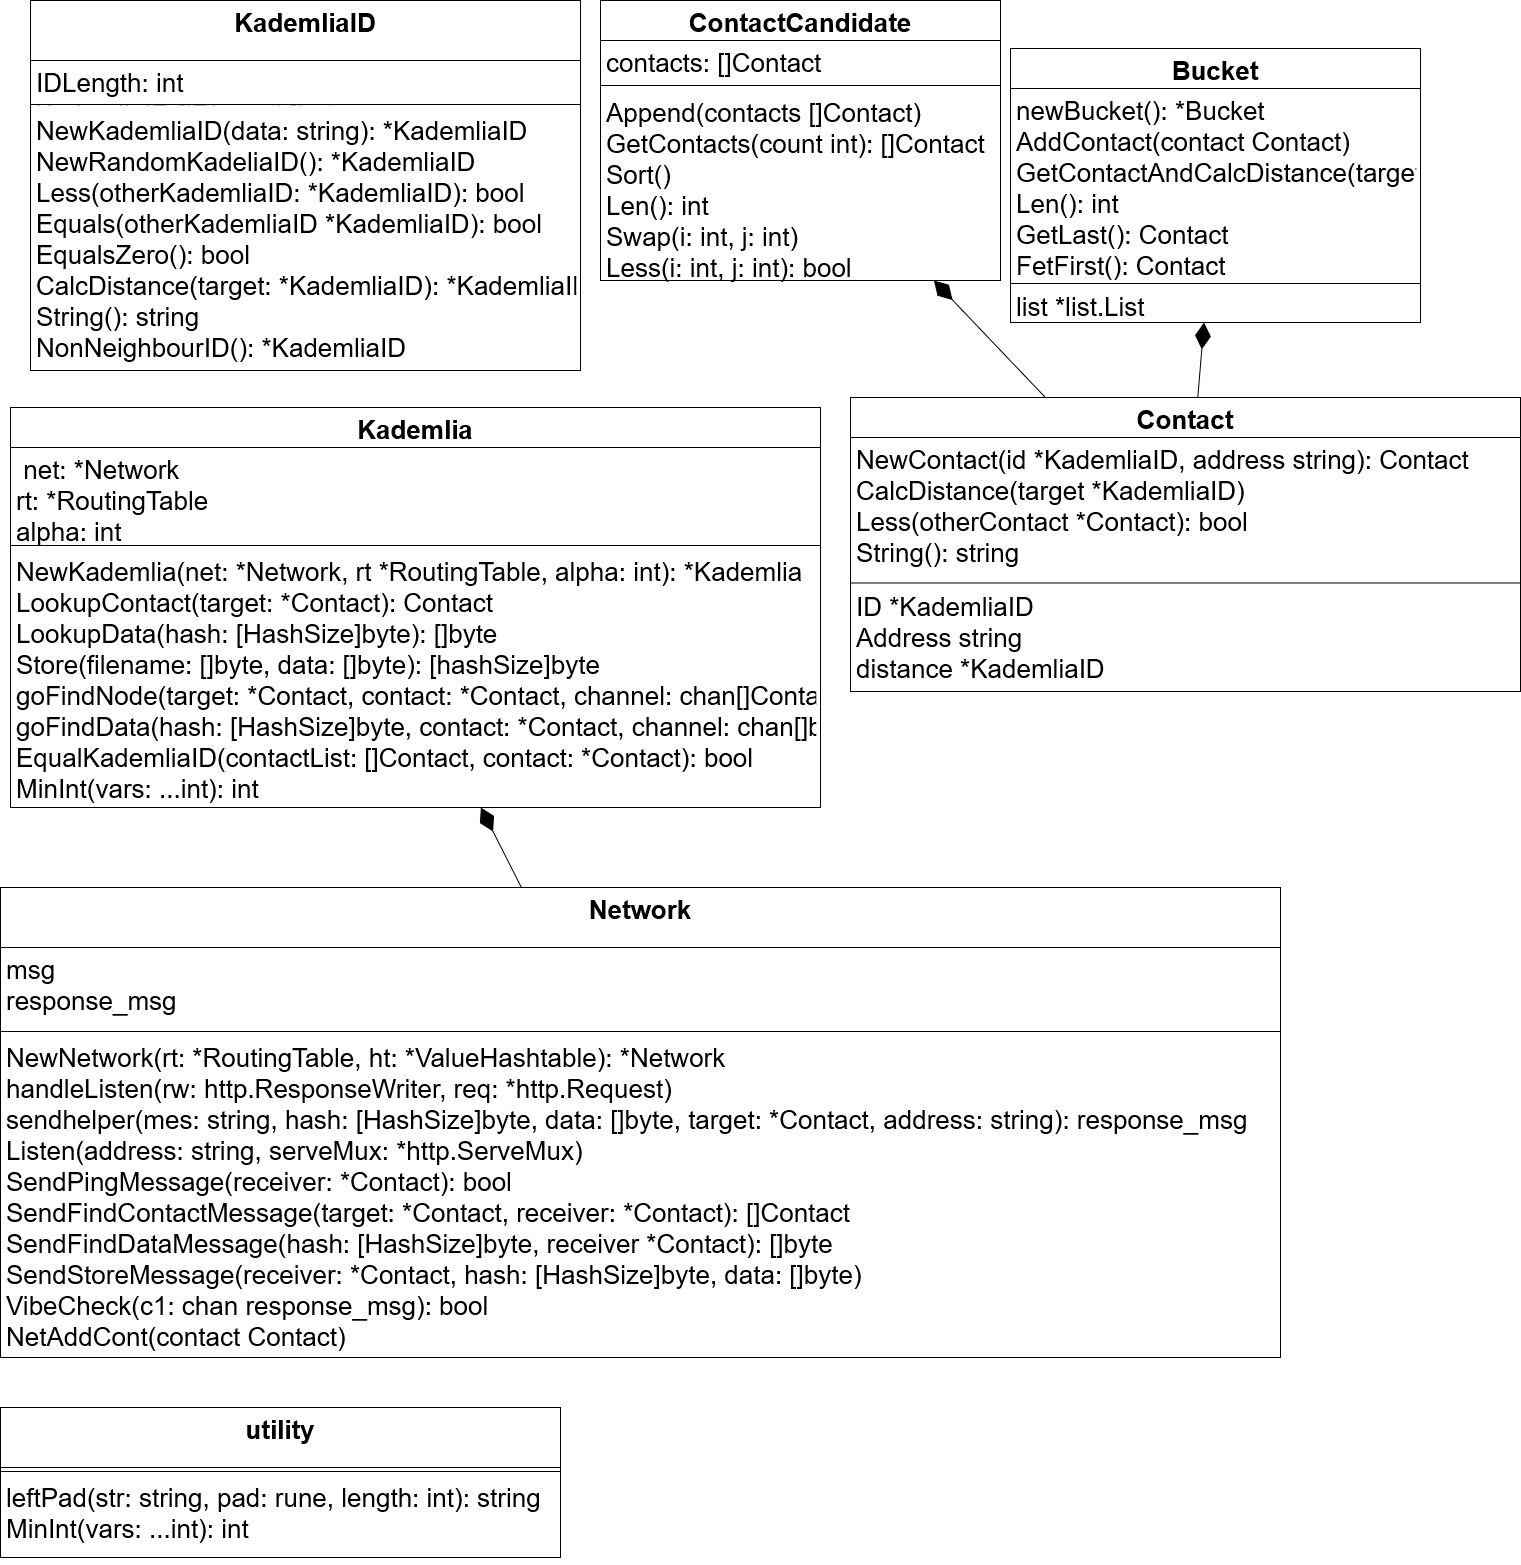 KademliaID
IDLength: int
NewKademliaID(data: string): *KademliaID
NewRandomKadeliaID(): *KademliaID
Less(otherKademliaID: *KademliaID): bool
Equals(otherKademliaID *KademliaID): bool
EqualsZero(): bool
CalcDistance(target: *KademliaID): *KademliaII
String(): string
NonNeighbourID(): *KademliaID
ContactCandidate
contacts: []Contact
Append(contacts []Contact)
GetContacts(count int): []Contact
Sort()
Len(): int
Swap(i: int, j: int)
Less(i: int, j: int): bool
Bucket
newBucket(): *Bucket
AddContact(contact Contact)
GetContactAndCalcDistance(targe
Len(): int
GetLast(): Contact
FetFirst(): Contact
list *list.List
Kademlia
net: *Network
rt: *RoutingTable
alpha: int
NewKademlia(net: *Network, rt *RoutingTable, alpha: int): *Kademlia
LookupContact(target: *Contact): Contact
LookupData(hash: [HashSize]byte): []byte
Store(filename: []byte, data: []byte): [hashSize]byte
goFindNode(target: *Contact, contact: *Contact, channel: chan[]Conta
goFindData(hash: [HashSize]byte, contact: *Contact, channel: chan[]b
EqualKademliaID(contactList: []Contact, contact: *Contact): bool
MinInt(vars: ...int): int
Contact
NewContact(id *KademliaID, address string): Contact
CalcDistance(target *KademliaID)
Less(otherContact *Contact): bool
String(): string
ID *KademliaID
Address string
distance *KademliaID
Network
msg
response_msg
NewNetwork(rt: *RoutingTable, ht: *ValueHashtable): *Network
handleListen(rw: http.ResponseWriter, req: *http.Request)
sendhelper(mes: string, hash: [HashSize]byte, data: []byte, target: *Contact, address: string): response_msg
Listen(address: string, serveMux: *http.ServeMux)
SendPingMessage(receiver: *Contact): bool
SendFindContactMessage(target: *Contact, receiver: *Contact): []Contact
SendFindDataMessage(hash: [HashSize]byte, receiver *Contact): []byte
SendStoreMessage(receiver: *Contact, hash: [HashSize]byte, data: []byte)
VibeCheck(c1: chan response_msg): bool
NetAddCont(contact Contact)
utility
leftPad(str: string, pad: rune, length: int): string
MinInt(vars: ...int): int